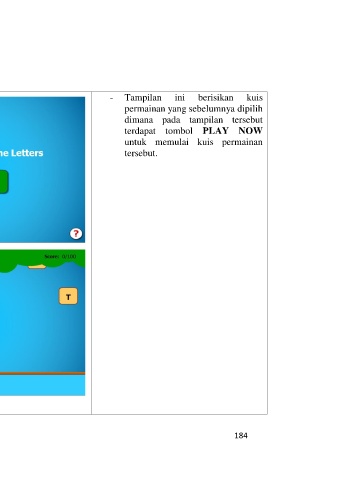 - Tampilan ini berisikan kuis
permainan yang sebelumnya dipilih
dimana pada tampilan tersebut
terdapat tombol PLAY NOW
untuk memulai kuis permainan
tersebut.
he Letters
?
Score: 0/100
T
184